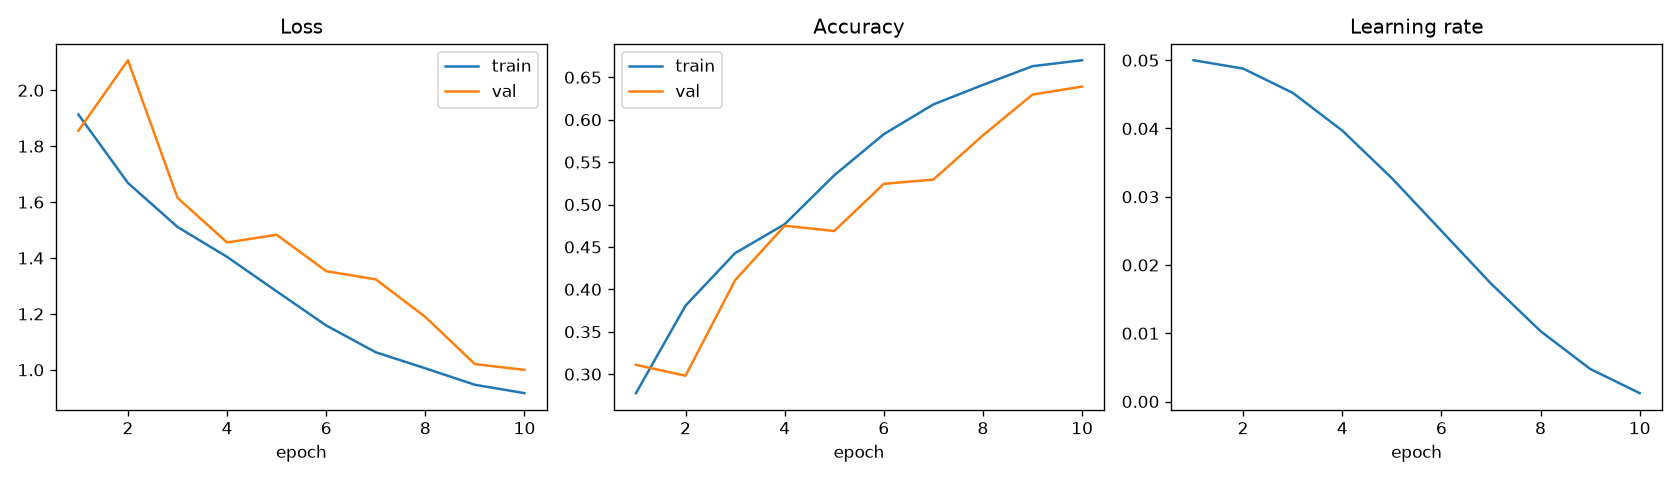 Loss
2.0
1.8
1.6
1.4
1.2
1.0
train
val
2 4 6 8 10
epoch
Accuracy
0.65
0.60
0.55
0.50
0.45
0.40
0.35
0.30
train
val
2 4 6 8 10
epoch
Learning rate
0.05
0.04
0.03
0.02
0.01
0.00
2 4 6 8 10
epoch